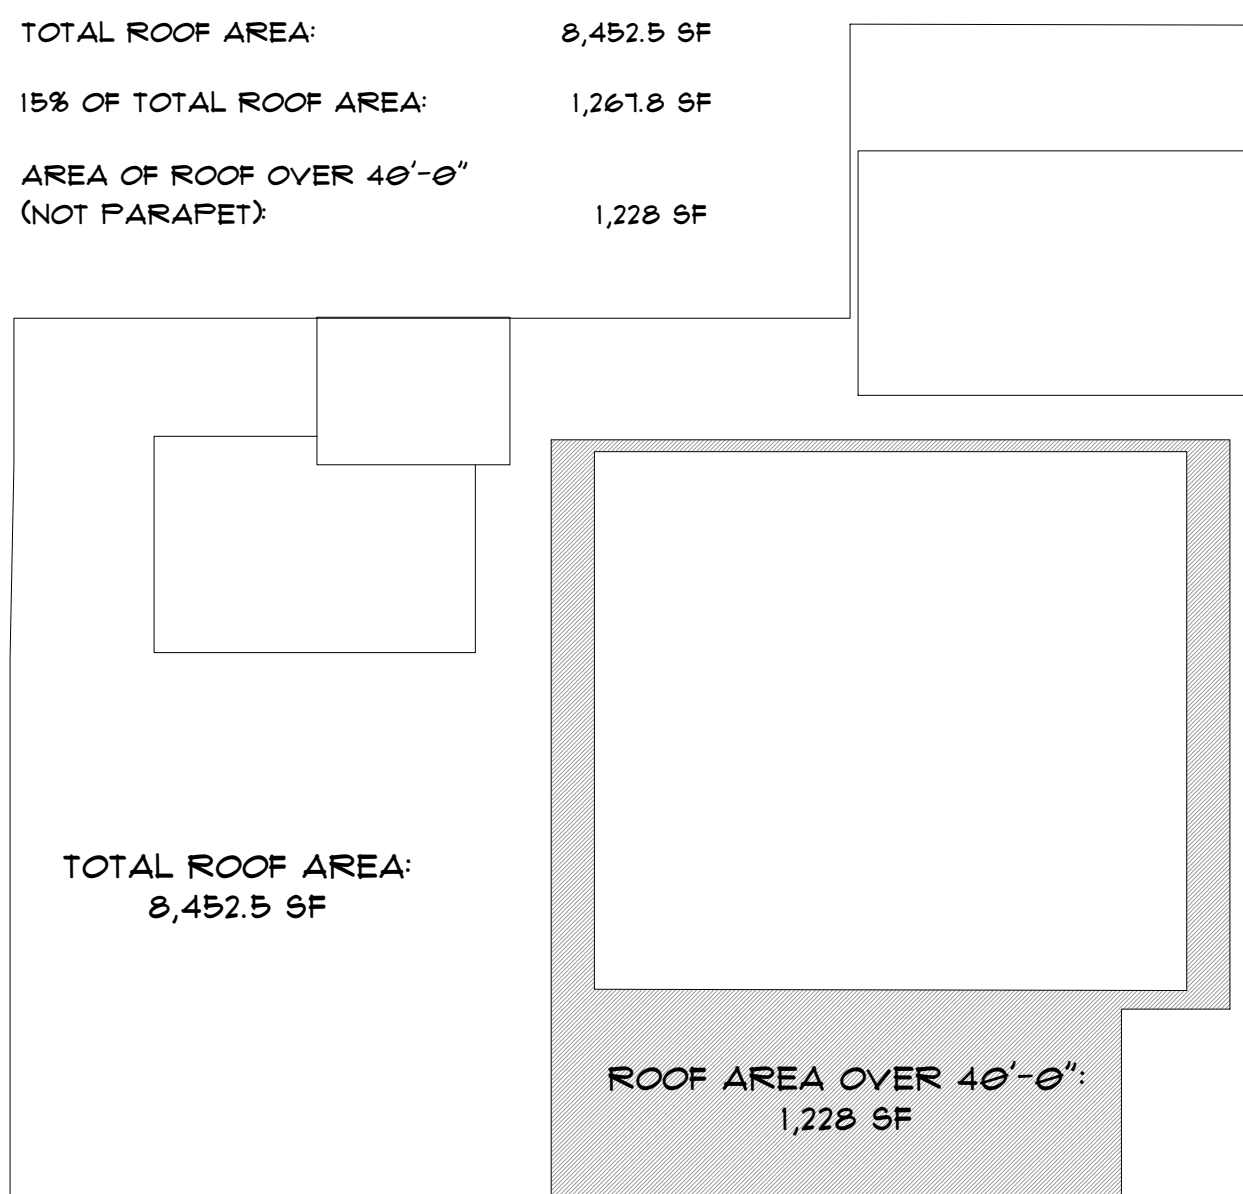 TOTAL ROOF AREA: 8,452.5 SF
15% OF TOTAL ROOF AREA: 1,267.8 SF
AREA OF ROOF OVER 40'-0"
(NOT PARAPET): 1,228 SF
TOTAL ROOF AREA:
8,452.5 SF
ROOF AREA OVER 40'-0":
1,228 SF